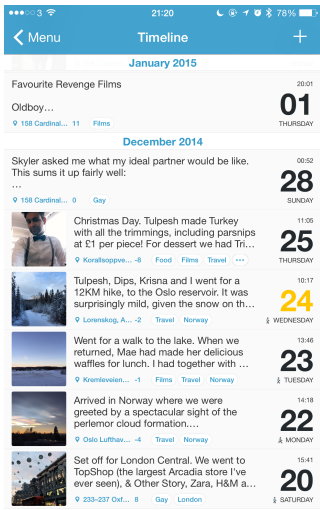 3 21:20 78%
Menu Timeline +
January 2015
Favourite Revenge Films 20:01
Oldboy… 01
158 Cardinal... 11 Films THURSDAY
December 2014
Skyler asked me what my ideal partner would be like. 00:52
This sums it up fairly well: 28
…
158 Cardinal... 0 Gay SUNDAY
Christmas Day. Tulpesh made Turkey 11:05
with all the trimmings, including parsnips 25
at £1 per piece! For dessert we had Tri…
Korallsoppve... -8 Food Films Travel ••• THURSDAY
Tulpesh, Dips, Krisna and I went for a 10:17
12KM hike, to the Oslo reservoir. It was 24
surprisingly mild, given the snow on th…
Lorenskog, A... -2 Travel Norway WEDNESDAY
Went for a walk to the lake. When we 13:46
returned, Mae had made her delicious 23
waffles for lunch. I had together with …
Kremleveien... -1 Films Travel Norway TUESDAY
Arrived in Norway where we were 14:18
greeted by a spectacular sight of the 22
perlemor cloud formation.…
Oslo Lufthav... -4 Travel Norway MONDAY
Set off for London Central. We went to 15:41
TopShop (the largest Arcadia store I've 20
ever seen), & Other Story, Zara, H&M a…
233–237 Oxf... 8 Gay London SATURDAY